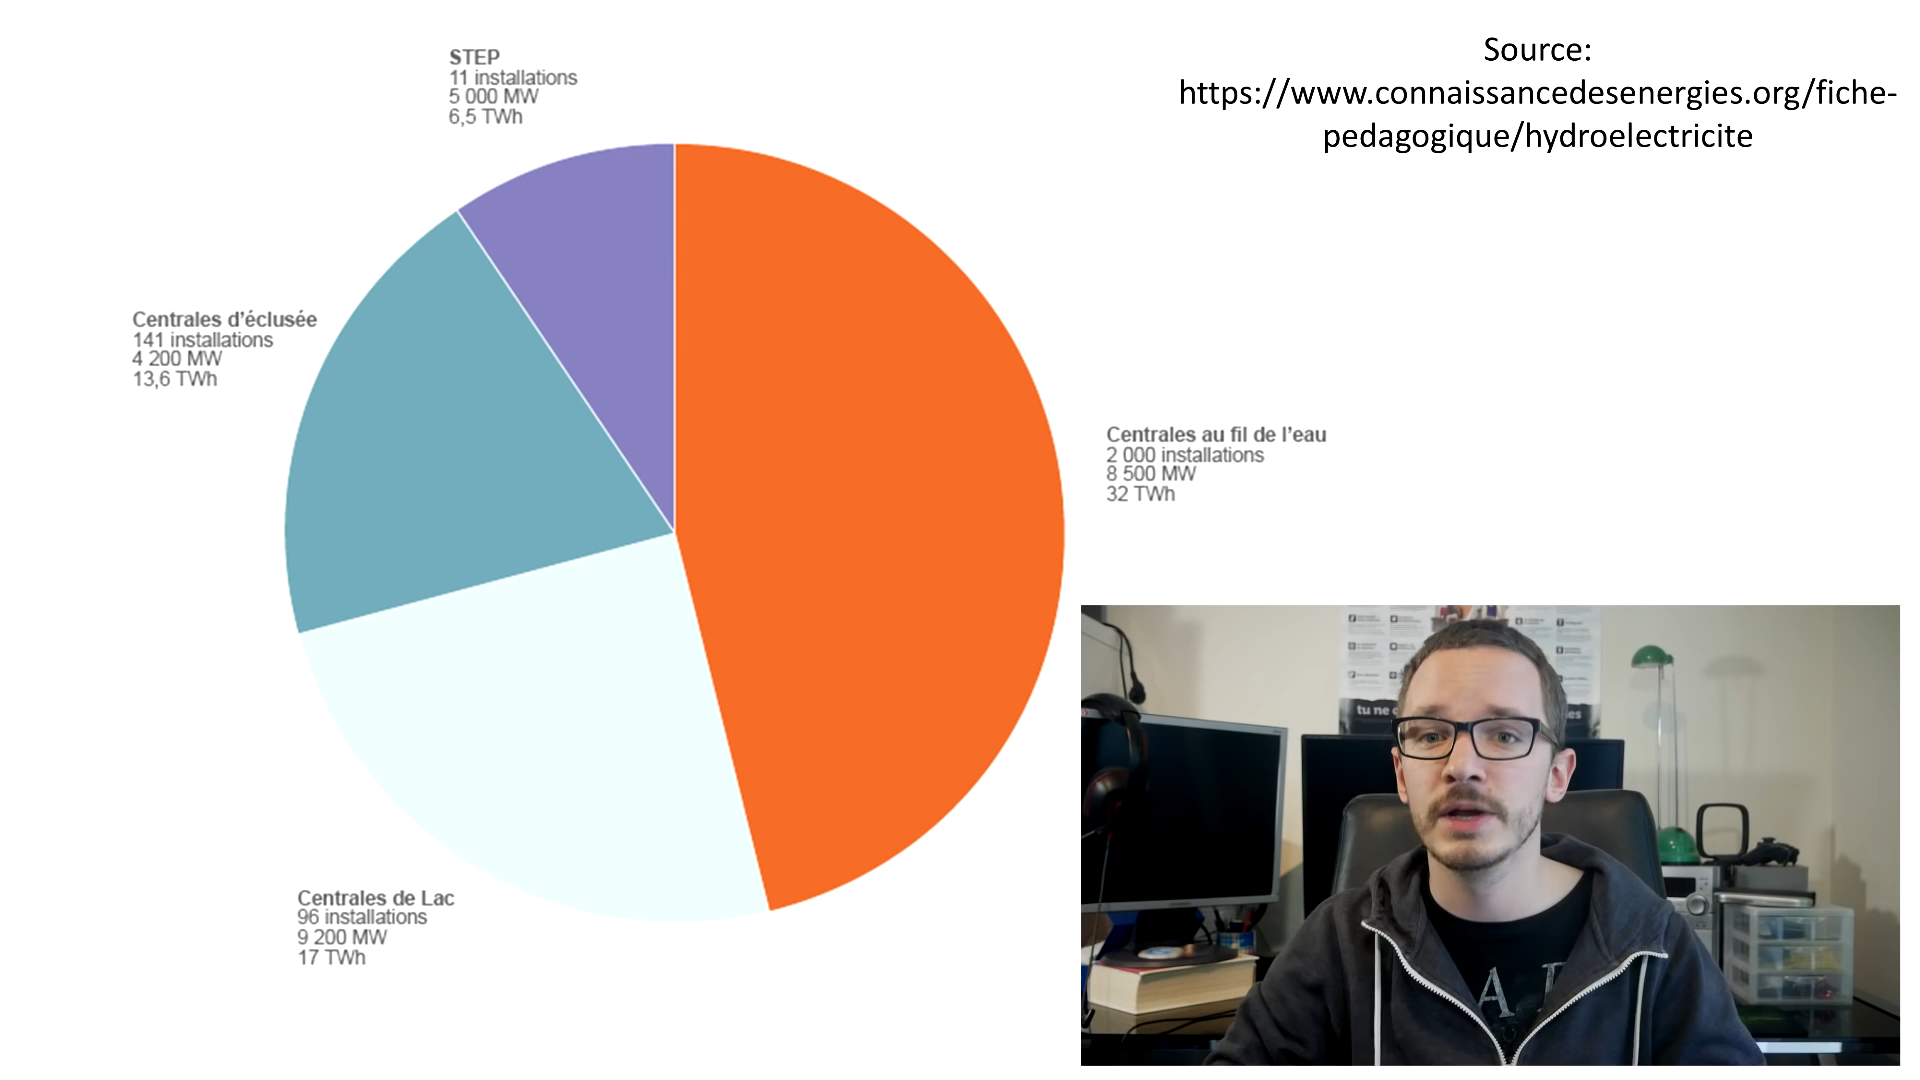 STEP
11 installations
5 000 MW
6,5 TWh
Source:
https://www.connaissancedesenergies.org/fiche-
pedagogique/hydroelectricite
Centrales d’éclusée
141 installations
4 200 MW
13,6 TWh
Centrales au fil de l’eau
2 000 installations
8 500 MW
32 TWh
Centrales de Lac
96 installations
9 200 MW
17 TWh
tu ne